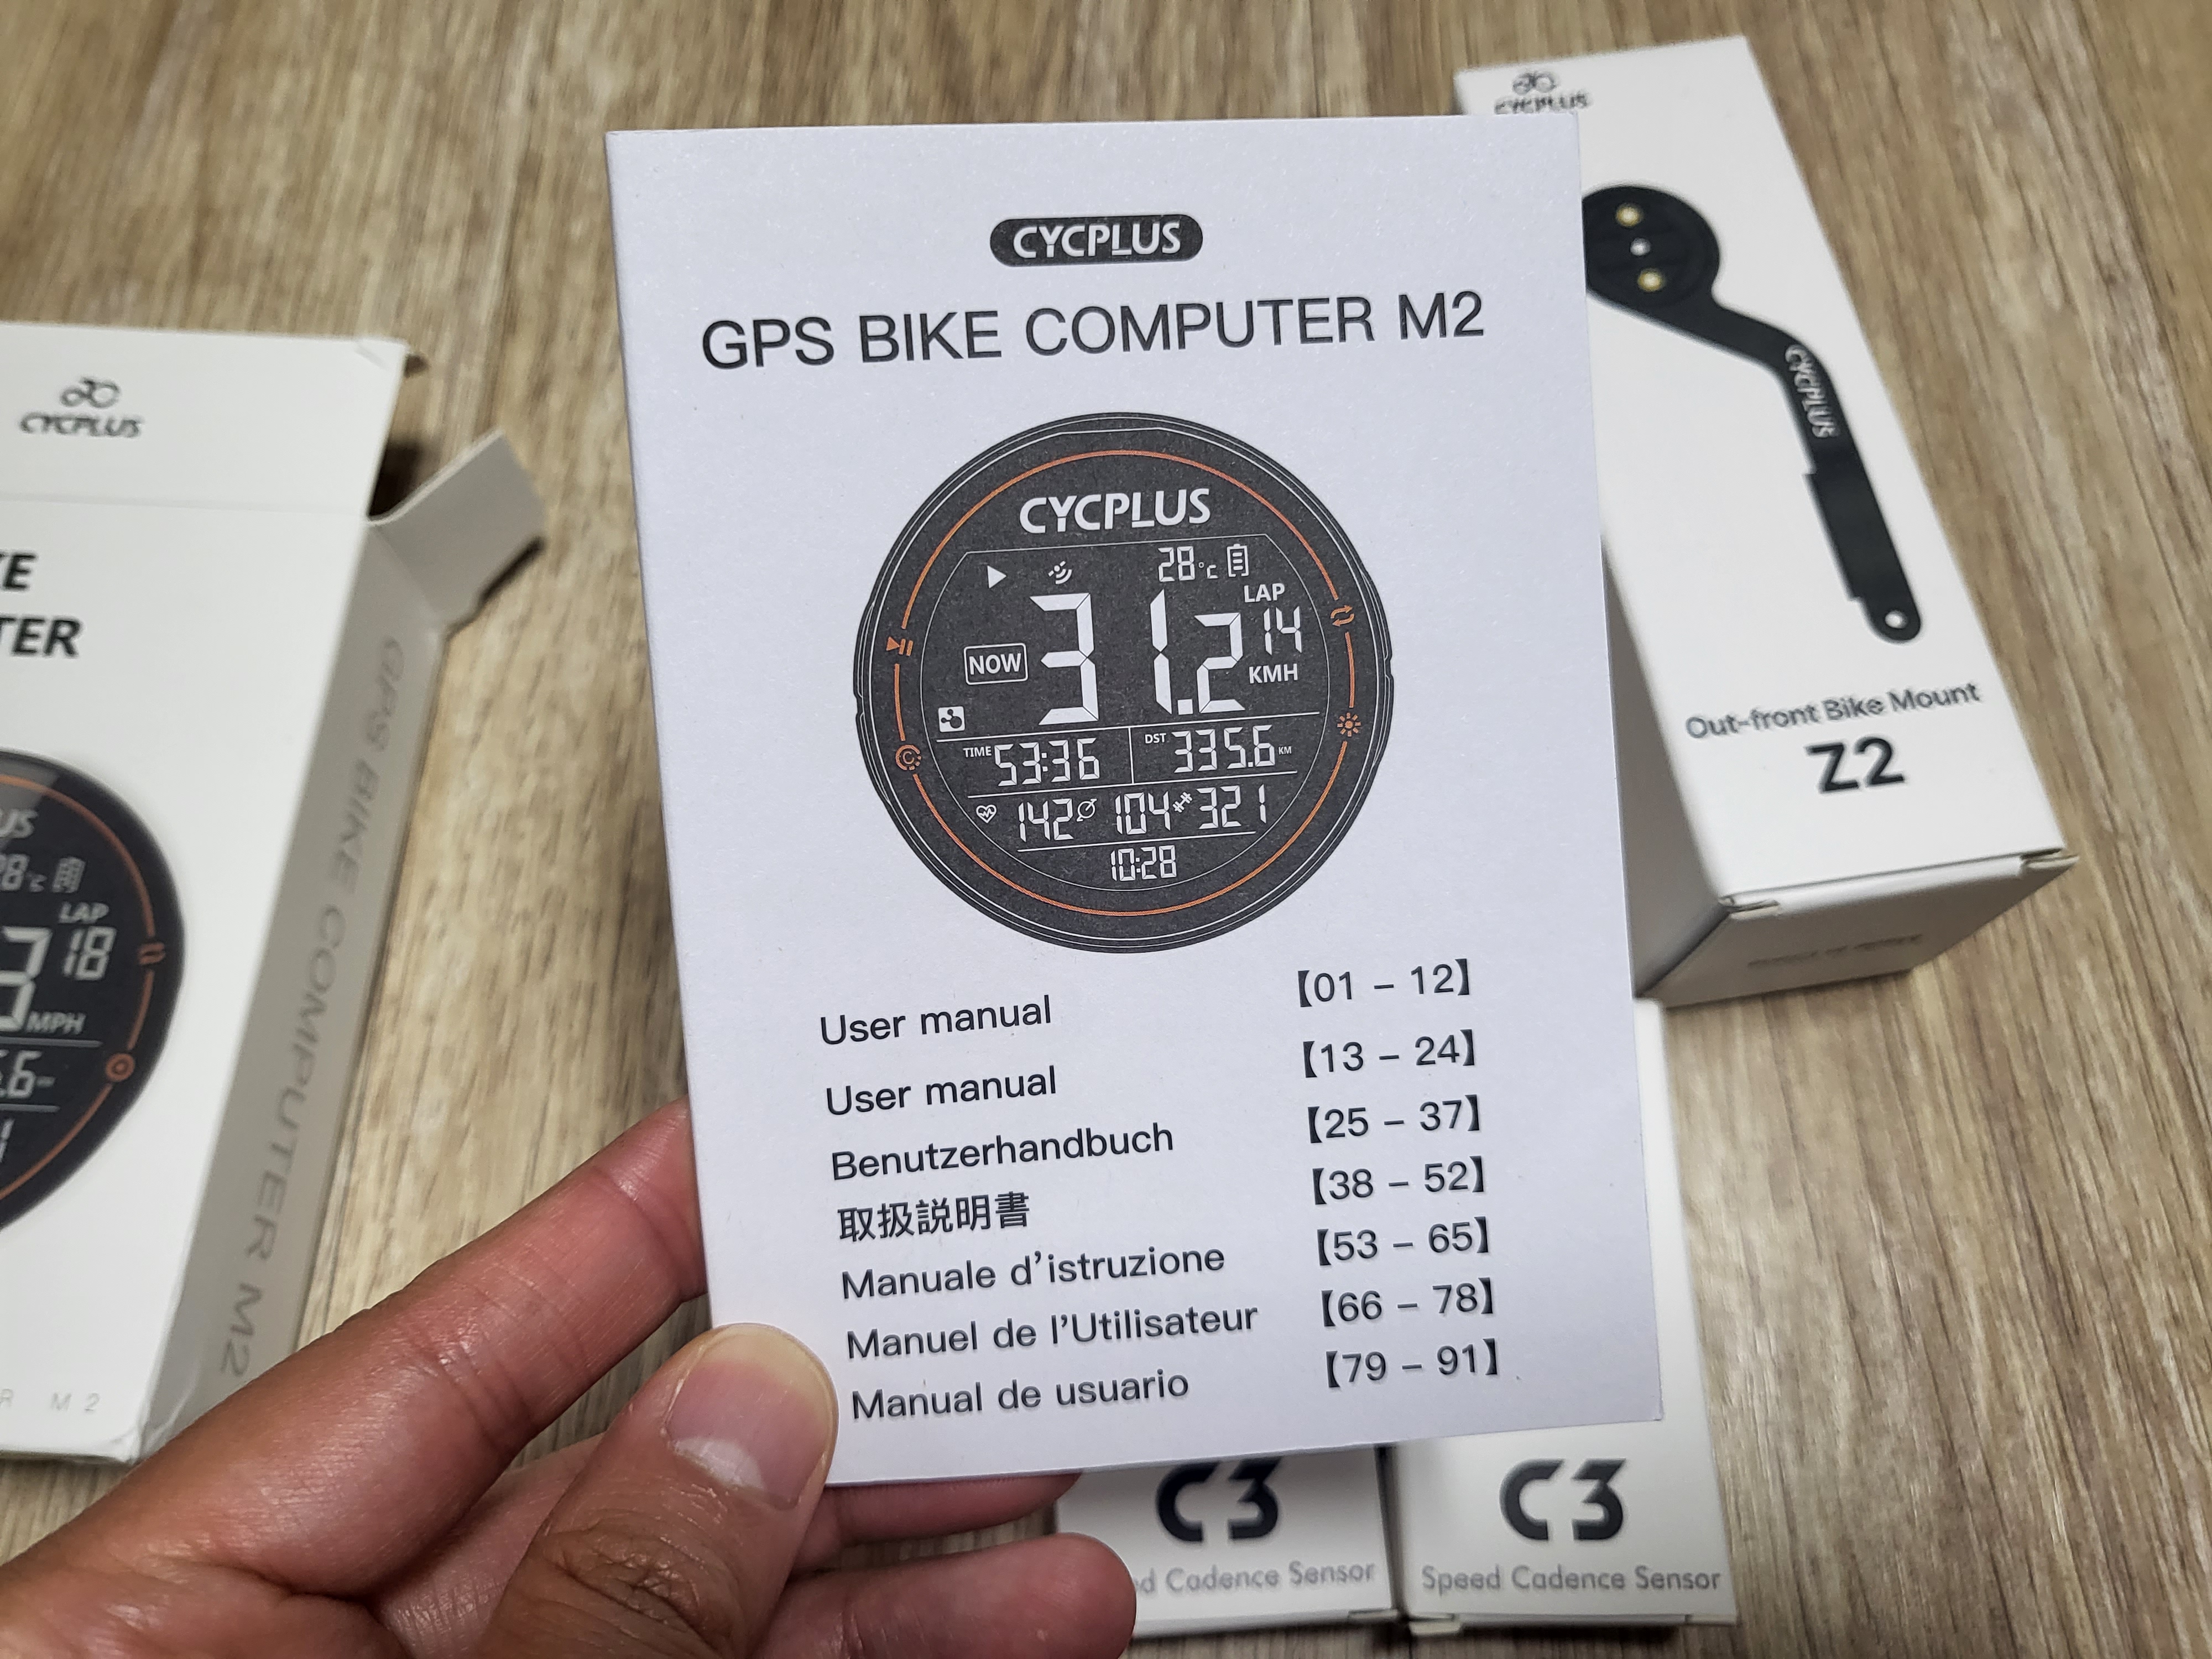 CYCPLUS
GPS BIKE COMPUTER M2
CYCPLUS
28°C
LAP
14
NOW
31.2
KMH
TIME 53:36
DST 335.6 KM
142 104 321
10:28
User manual 【01 – 12】
User manual 【13 – 24】
Benutzerhandbuch 【25 – 37】
取扱説明書 【38 – 52】
Manuale d'istruzione 【53 – 65】
Manuel de l'Utilisateur 【66 – 78】
Manual de usuario 【79 – 91】
CYCPLUS
CYCPLUS
Out-front Bike Mount
Z2
CYCPLUS
LAP
18
MPH
GPS BIKE COMPUTER M2
M2
C3
Cadence Sensor
C3
Speed Cadence Sensor